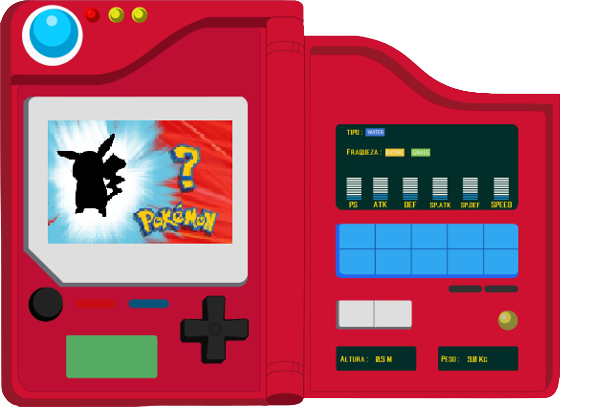 ?
Pokémon
TIPO: WATER
FRAQUEZA: ELETRIC GRASS
PS ATK DEF SP.ATK SP.DEF SPEED
ALTURA: 0.5 M
PESO: 9.0 KG